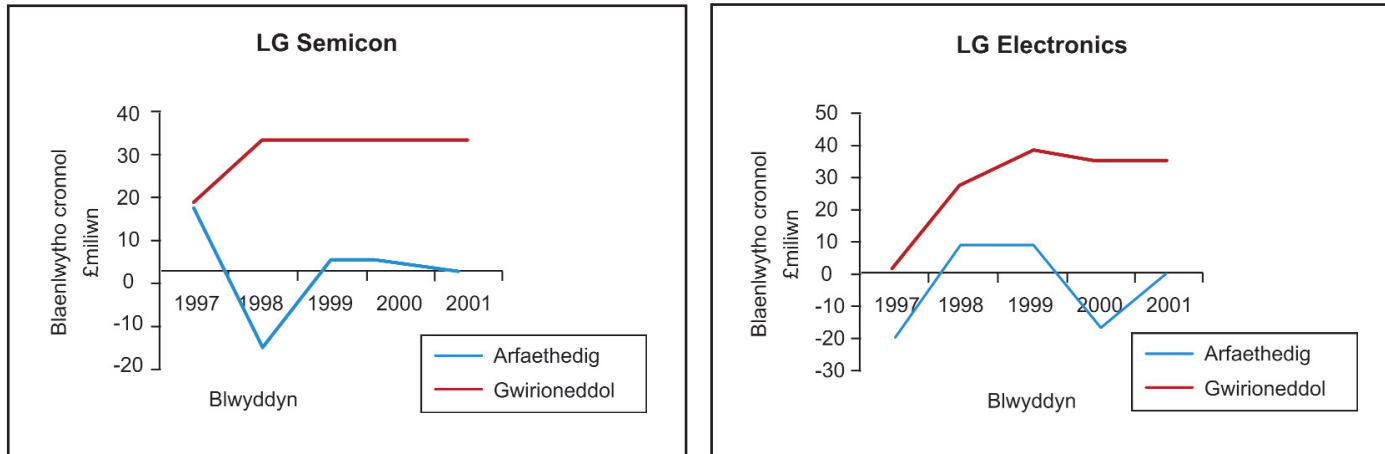 LG Semicon
Blaenlwytho cronnol
£miliwn
40
30
20
10
0
-10
-20
1997 1998 1999 2000 2001
Blwyddyn
Arfaethedig
Gwirioneddol
LG Electronics
Blaenlwytho cronnol
£miliwn
50
40
30
20
10
0
-10
-20
-30
1997 1998 1999 2000 2001
Blwyddyn
Arfaethedig
Gwirioneddol